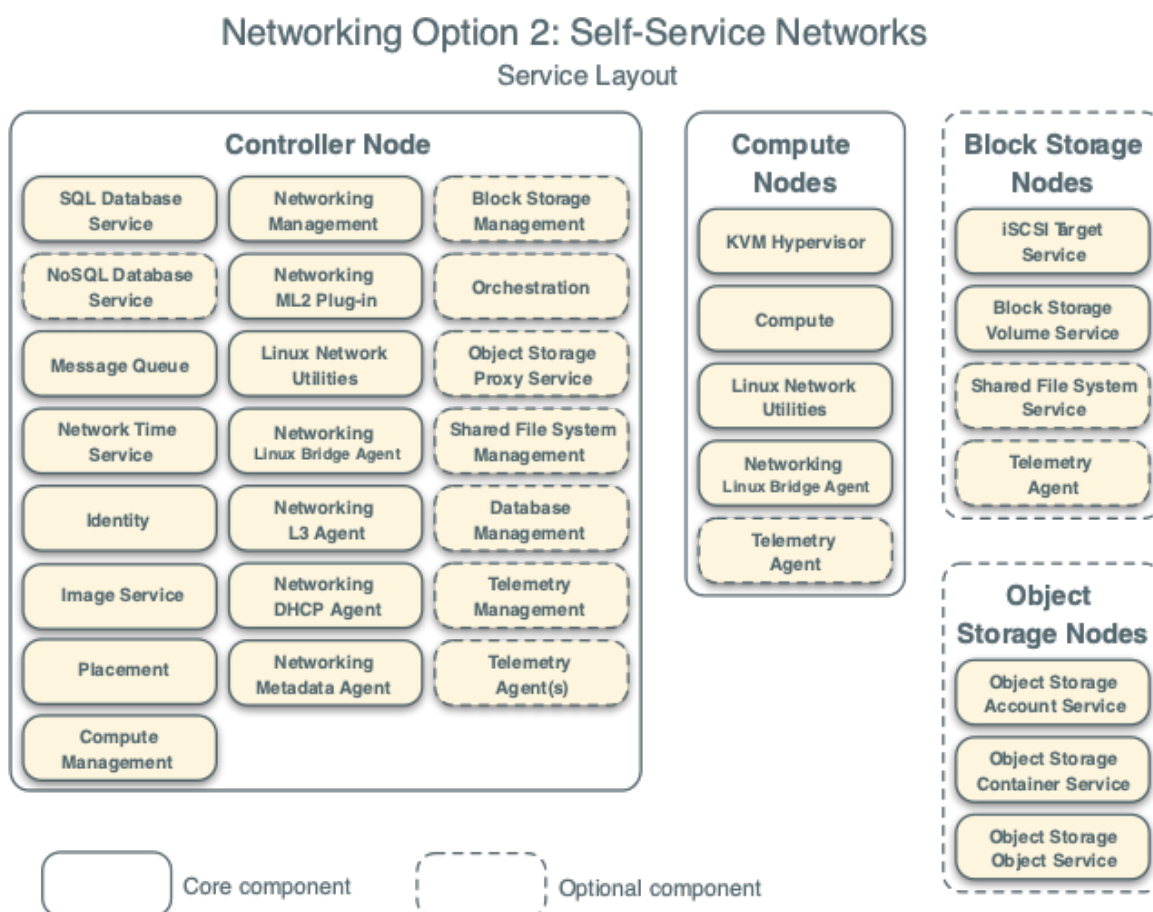 Networking Option 2: Self-Service Networks
Service Layout
Controller Node
SQL Database
Service
Networking
Management
Block Storage
Management
NoSQL Database
Service
Networking
ML2 Plug-in
Orchestration
Message Queue
Linux Network
Utilities
Object Storage
Proxy Service
Network Time
Service
Networking
Linux Bridge Agent
Shared File System
Management
Identity
Networking
L3 Agent
Database
Management
Image Service
Networking
DHCP Agent
Telemetry
Management
Placement
Networking
Metadata Agent
Telemetry
Agent(s)
Compute
Management
Compute
Nodes
KVM Hypervisor
Compute
Linux Network
Utilities
Networking
Linux Bridge Agent
Telemetry
Agent
Block Storage
Nodes
iSCSI Target
Service
Block Storage
Volume Service
Shared File System
Service
Telemetry
Agent
Object
Storage Nodes
Object Storage
Account Service
Object Storage
Container Service
Object Storage
Object Service
Core component
Optional component